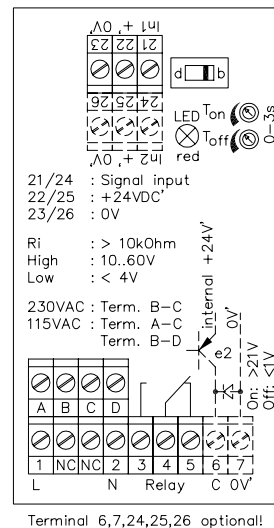 0V' + In1
23 22 21
d b
26 25 24
0V' + In2
LED
red
Ton
Toff
0-3s
21/24 : Signal input
22/25 : +24VDC'
23/26 : 0V
Ri : > 10kOhm
High : 10..60V
Low : < 4V
230VAC : Term. B-C
115VAC : Term. A-C
Term. B-D
internal +24V'
0V'
e2
On: >21V
Off: <1V
A B C D
1 NC NC 2 3 4 5 6 7
L N Relay C 0V'
Terminal 6,7,24,25,26 optional!